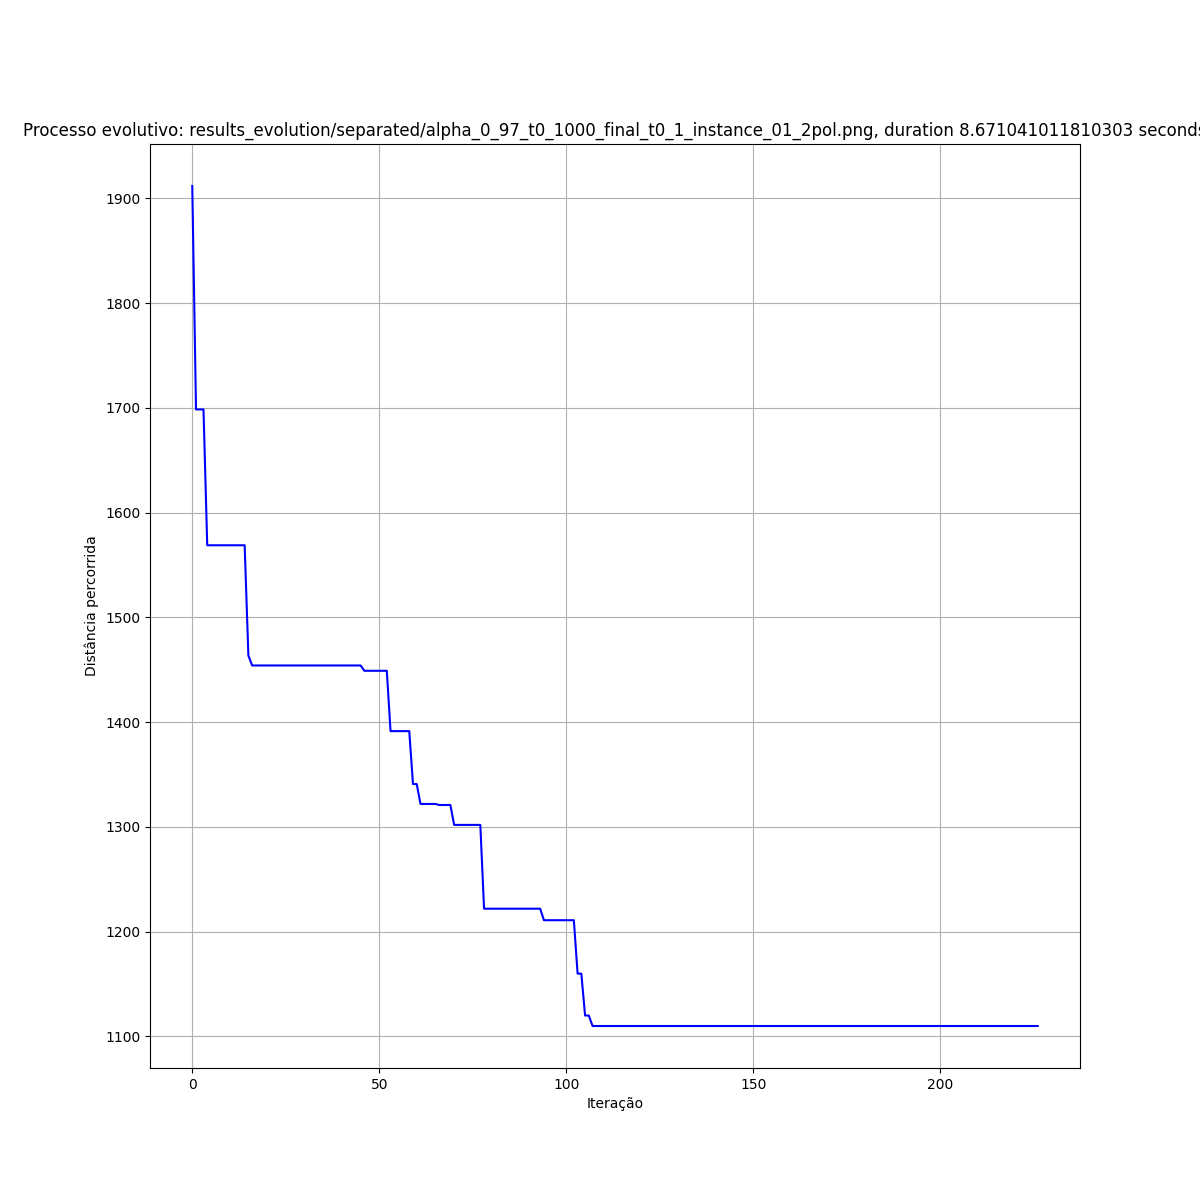 Processo evolutivo: results_evolution/separated/alpha_0_97_t0_1000_final_t0_1_instance_01_2pol.png, duration 8.671041011810303 seconds
1900
1800
1700
1600
1500
1400
1300
1200
1100
Distância percorrida
0 50 100 150 200
Iteração